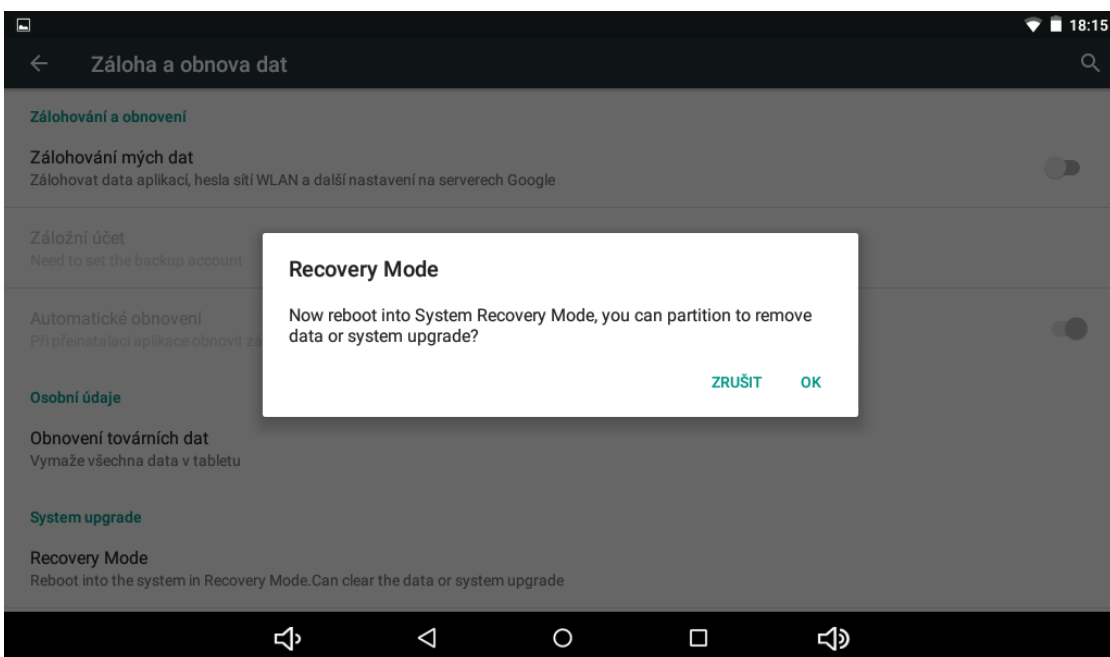 18:15
Záloha a obnova dat
Zálohování a obnovení
Zálohování mých dat
Zálohovat data aplikací, hesla sítí WLAN a další nastavení na serverech Google
Záložní účet
Need to set the backup account
Recovery Mode
Now reboot into System Recovery Mode, you can partition to remove
data or system upgrade?
ZRUŠIT OK
Automatické obnovení
Při přeinstalaci aplikace obnovit
Osobní údaje
Obnovení továrních dat
Vymaže všechna data v tabletu
System upgrade
Recovery Mode
Reboot into the system in Recovery Mode.Can clear the data or system upgrade